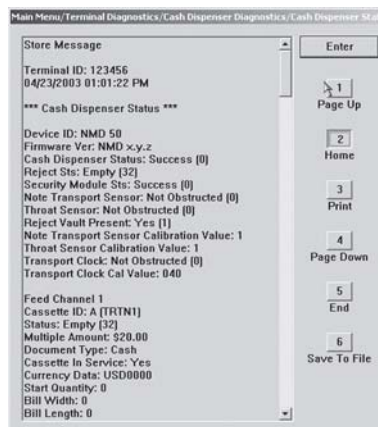 Main Menu/Terminal Diagnostics/Cash Dispenser Diagnostics/Cash Dispenser
Store Message
Terminal ID: 123456
04/23/2003 01:01:22 PM
*** Cash Dispenser Status ***
Device ID: NMD 50
Firmware Ver: NMD x.y.z
Cash Dispenser Status: Success (0)
Reject Sts: Empty (32)
Security Module Sts: Success (0)
Note Transport Sensor: Not Obstructed (0)
Throat Sensor: Not Obstructed (0)
Reject Vault Present: Yes (1)
Note Transport Sensor Calibration Value: 1
Throat Sensor Calibration Value: 1
Transport Clock: Not Obstructed (0)
Transport Clock Cal Value: 040
Feed Channel 1
Cassette ID: A (TRTN1)
Status: Empty (32)
Multiple Amount: $20.00
Document Type: Cash
Cassette In Service: Yes
Currency Data: USD0000
Start Quantity: 0
Bill Width: 0
Bill Length: 0
Enter
1
Page Up
2
Home
3
Print
4
Page Down
5
End
6
Save To File